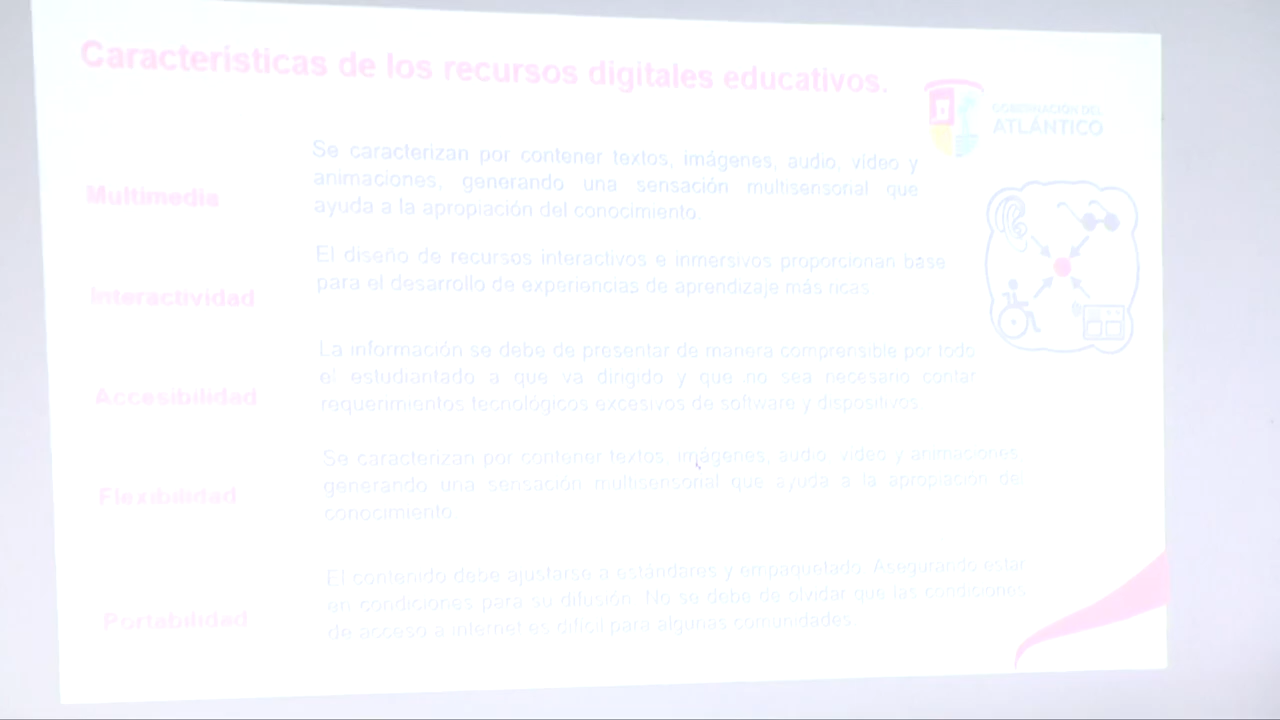 Características de los recursos digitales educativos.
GOBERNACIÓN DEL
ATLÁNTICO
Multimedia
Se caracterizan por contener textos, imágenes, audio, vídeo y
animaciones, generando una sensación multisensorial que
ayuda a la apropiación del conocimiento.
Interactividad
El diseño de recursos interactivos e inmersivos proporcionan base
para el desarrollo de experiencias de aprendizaje más ricas
Accesibilidad
La información se debe de presentar de manera comprensible por todo
el estudiantado a que va dirigido y que no sea necesario contar
requerimientos tecnológicos excesivos de software y dispositivos
Flexibilidad
Se caracterizan por contener textos, imágenes, audio, video y animaciones,
generando una sensación multisensorial que ayuda a la apropiación del
conocimiento
Portabilidad
El contenido debe ajustarse a estándares y empaquetado. Asegurando estar
en condiciones para su difusión. No se debe de olvidar que las condiciones
de acceso a internet es difícil para algunas comunidades.